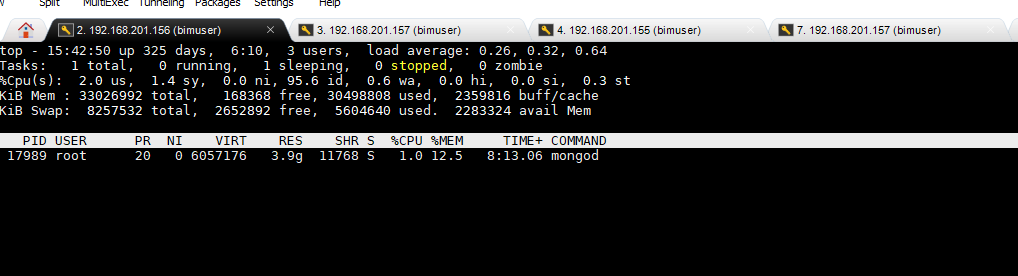 Split MultiExec Tunneling Packages Settings Help
2. 192.168.201.156 (bimuser) 3. 192.168.201.157 (bimuser) 4. 192.168.201.155 (bimuser) 7. 192.168.201.157 (bimuser)
top - 15:42:50 up 325 days,  6:10,  3 users,  load average: 0.26, 0.32, 0.64
Tasks:   1 total,   0 running,   1 sleeping,   0 stopped,   0 zombie
%Cpu(s):  2.0 us,  1.4 sy,  0.0 ni, 95.6 id,  0.6 wa,  0.0 hi,  0.0 si,  0.3 st
KiB Mem : 33026992 total,   168368 free, 30498808 used,  2359816 buff/cache
KiB Swap:  8257532 total,  2652892 free,  5604640 used.  2283324 avail Mem
PID USER      PR  NI    VIRT    RES    SHR S  %CPU %MEM     TIME+ COMMAND
17989 root      20   0 6057176   3.9g  11768 S   1.0 12.5   8:13.06 mongod